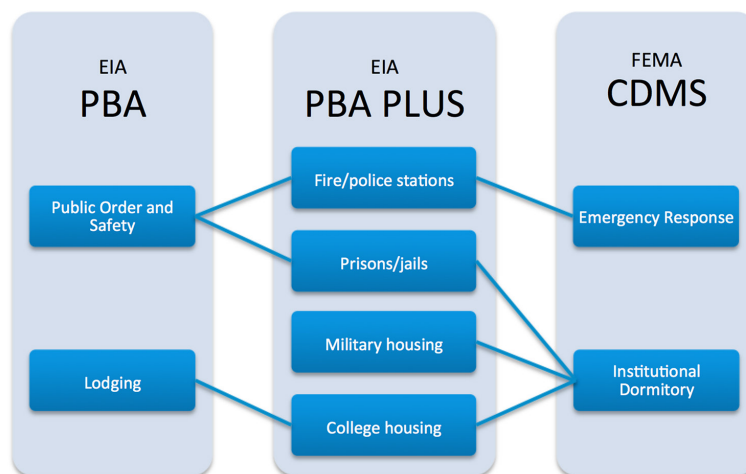 EIA
PBA
Public Order and
Safety
Lodging
EIA
PBA PLUS
Fire/police stations
Prisons/jails
Military housing
College housing
FEMA
CDMS
Emergency Response
Institutional
Dormitory